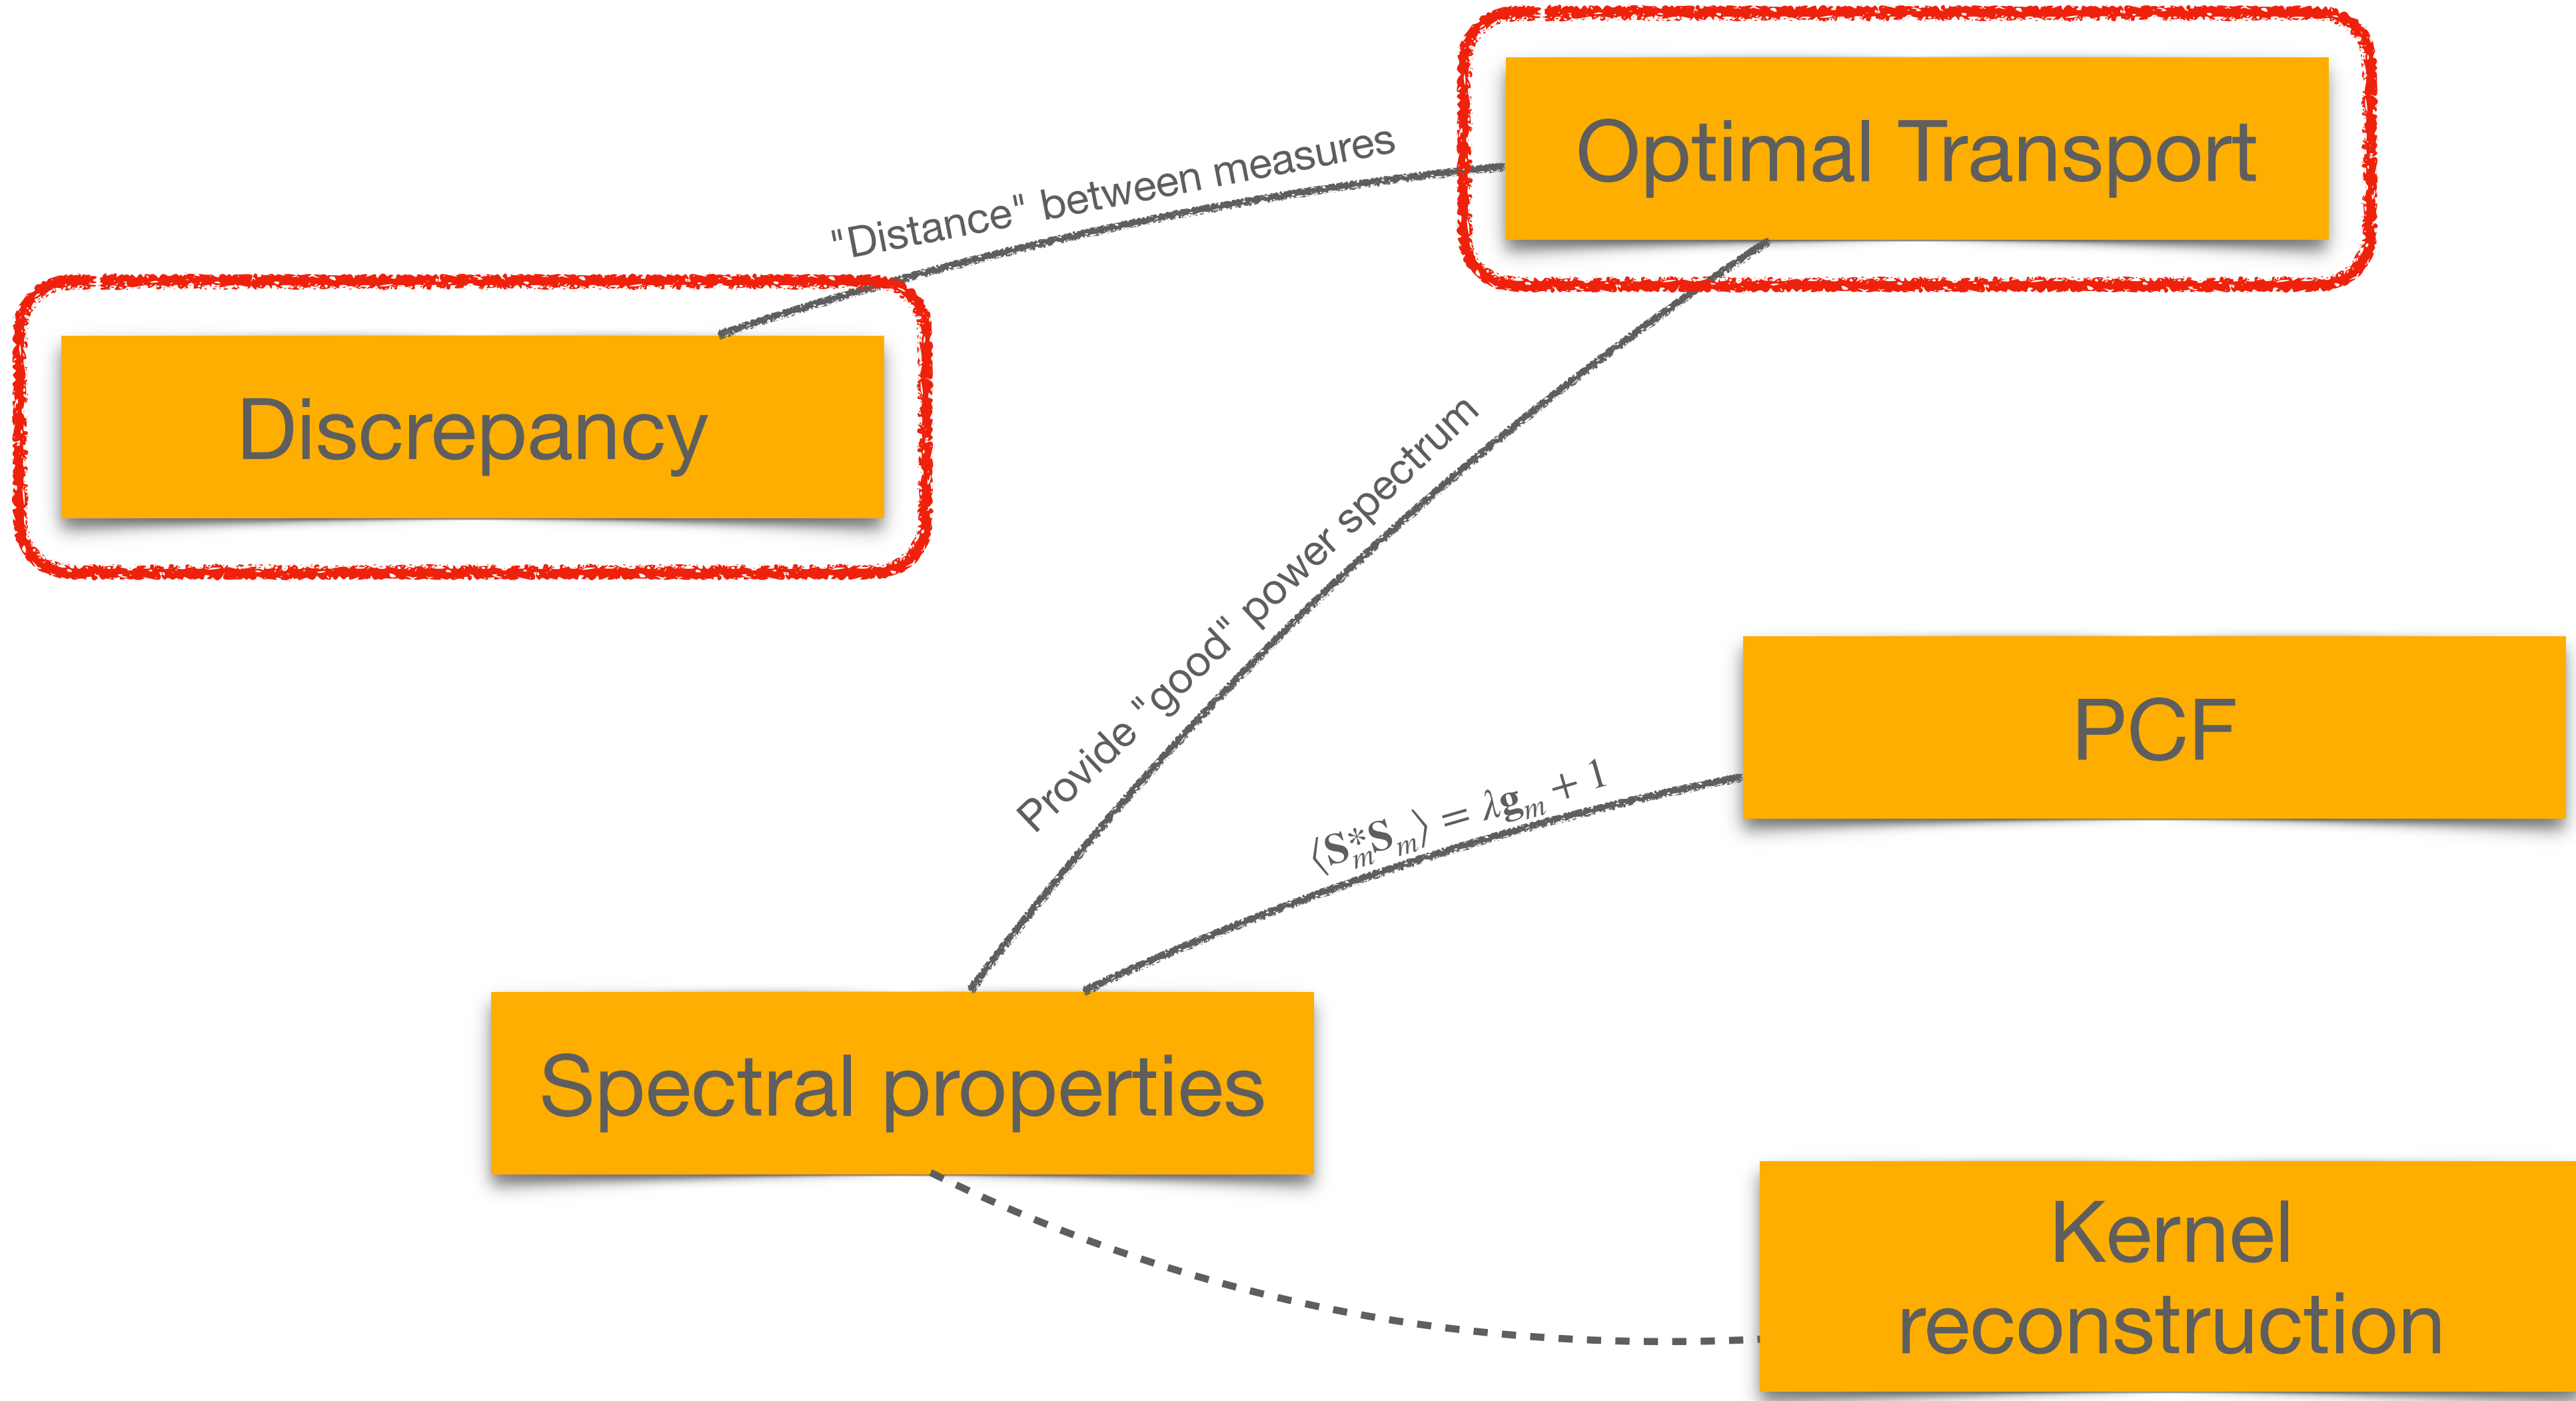 Optimal Transport
"Distance" between measures
Discrepancy
Provide "good" power spectrum
PCF
⟨S*ₘSₘ⟩ = λgₘ + 1
Spectral properties
Kernel
reconstruction